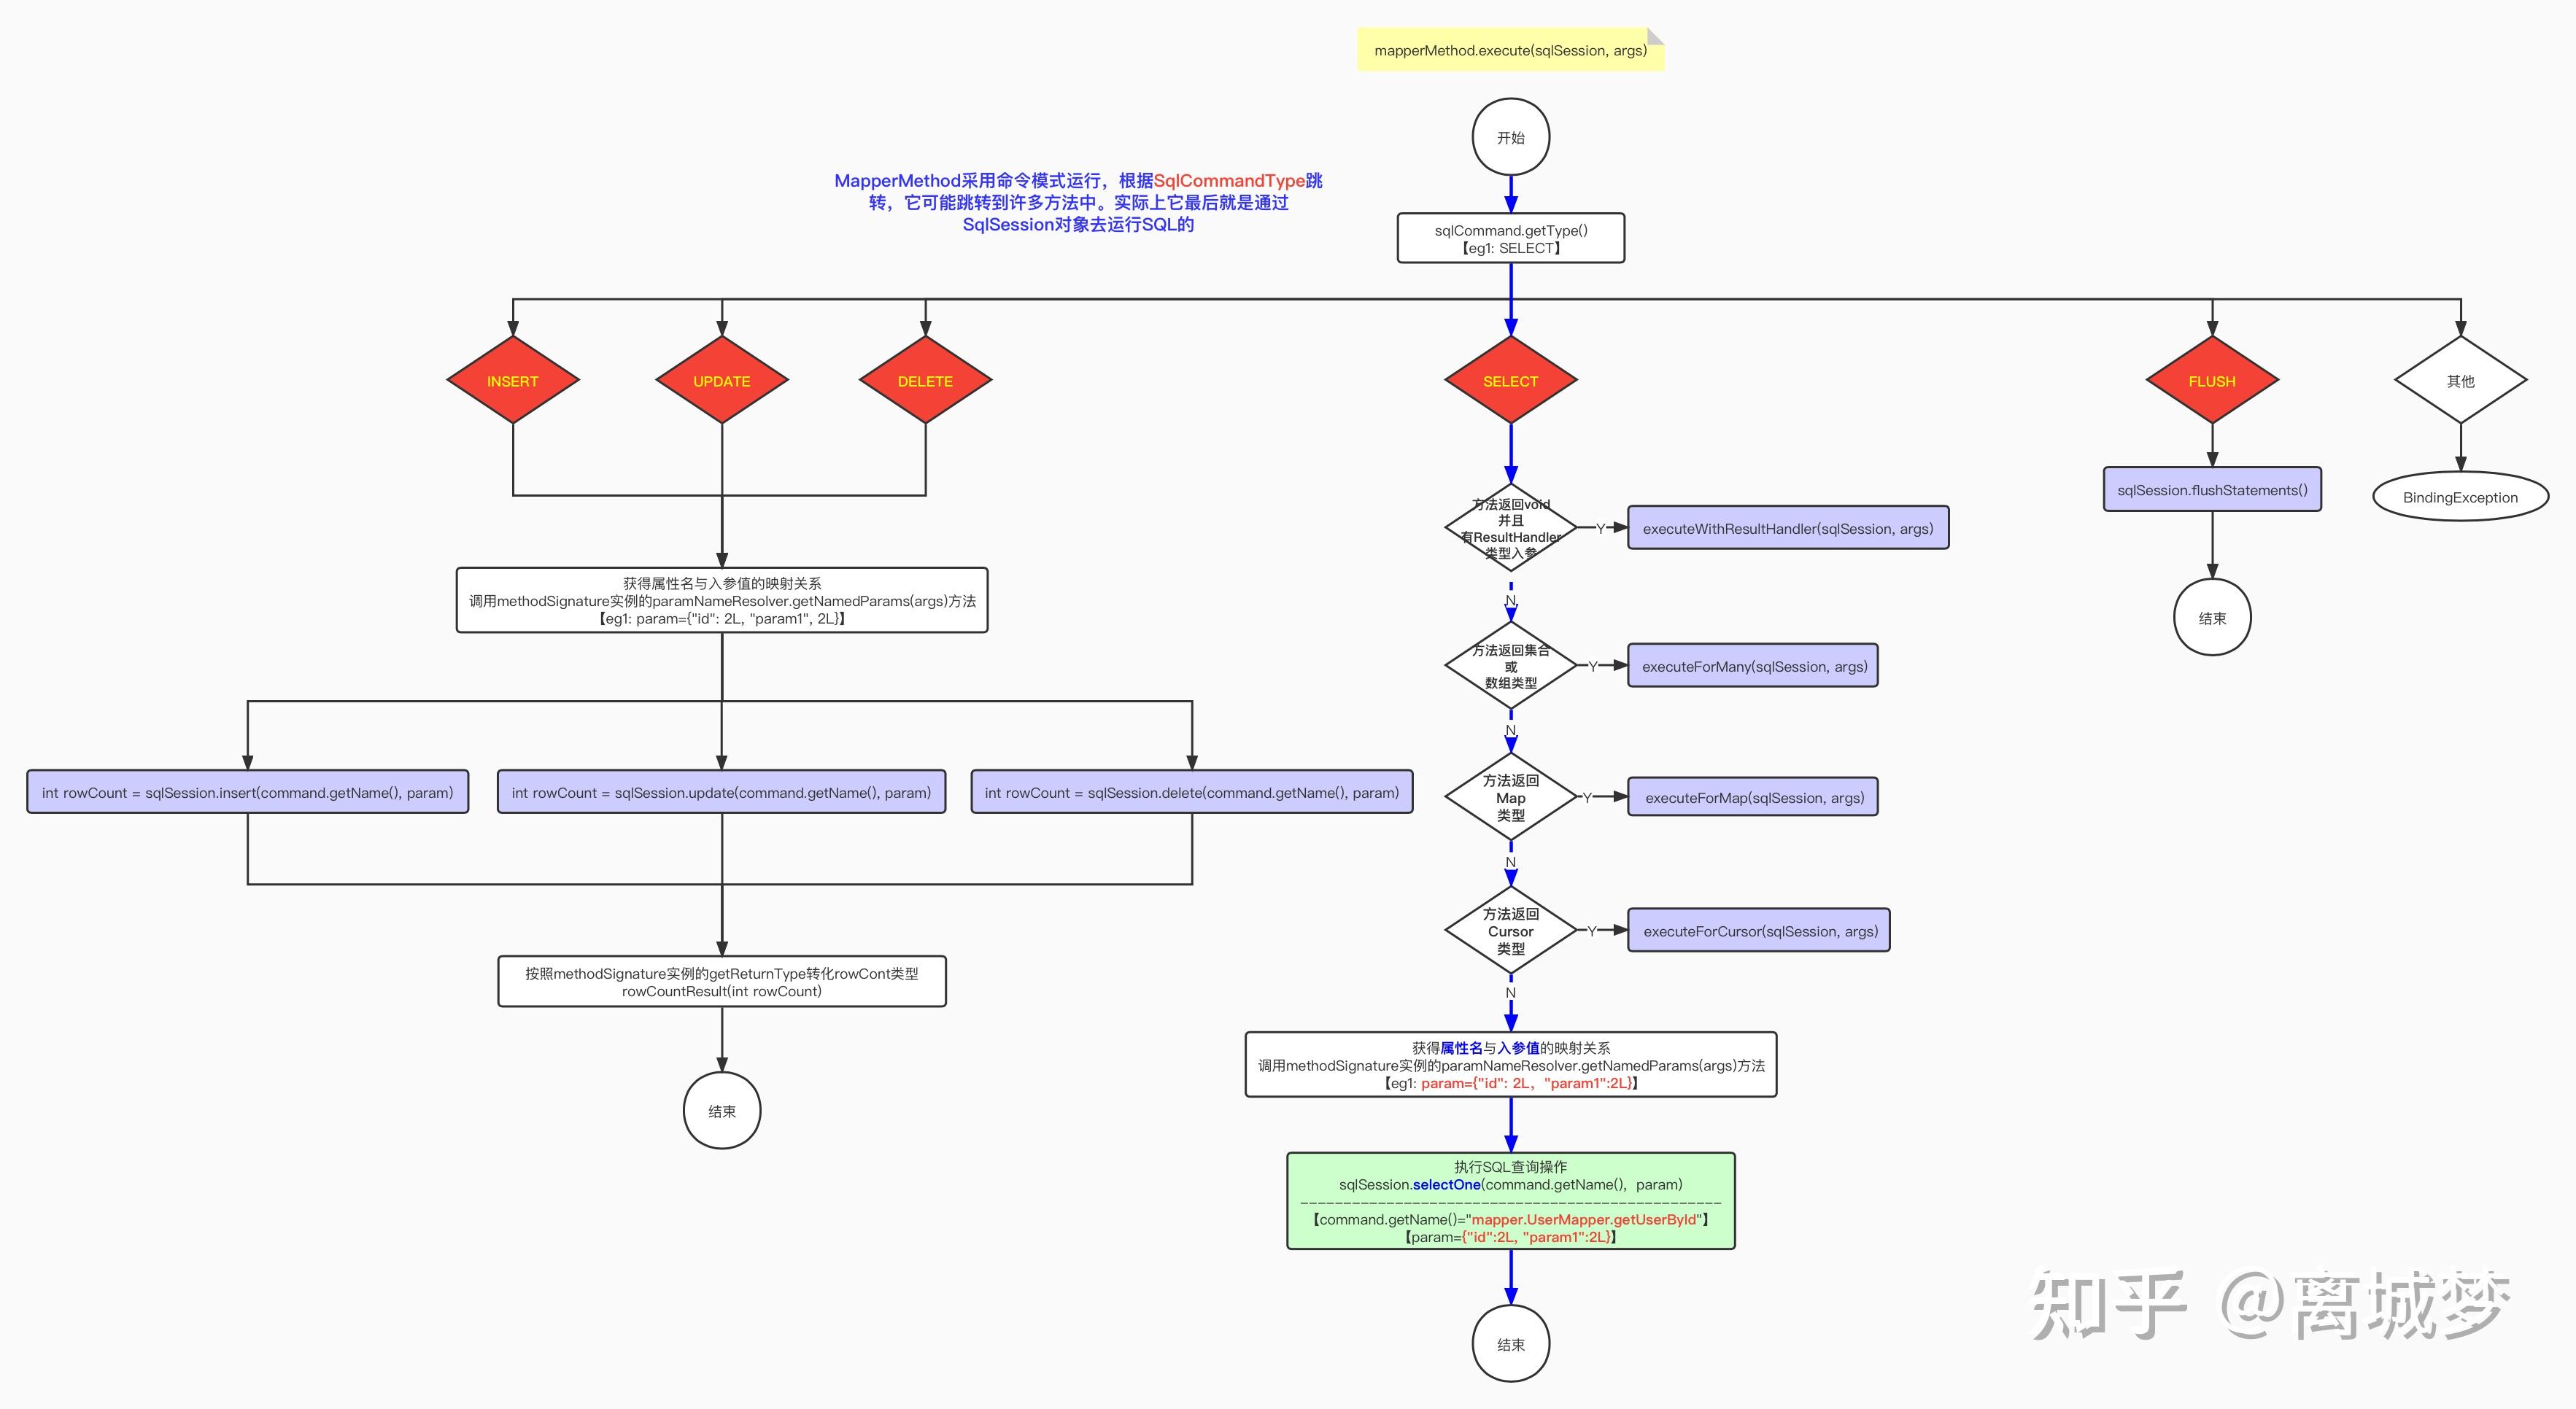 mapperMethod.execute(sqlSession, args)
开始
MapperMethod采用命令模式运行，根据SqlCommandType跳
转，它可能跳转到许多方法中。实际上它最后就是通过
SqlSession对象去运行SQL的
sqlCommand.getType()
【eg1: SELECT】
INSERT
UPDATE
DELETE
SELECT
FLUSH
其他
方法返回void
并且
有ResultHandler
类型入参
Y
executeWithResultHandler(sqlSession, args)
sqlSession.flushStatements()
BindingException
N
获得属性名与入参值的映射关系
调用methodSignature实例的paramNameResolver.getNamedParams(args)方法
【eg1: param={"id": 2L, "param1", 2L}】
结束
方法返回集合
或
数组类型
Y
executeForMany(sqlSession, args)
N
int rowCount = sqlSession.insert(command.getName(), param)
int rowCount = sqlSession.update(command.getName(), param)
int rowCount = sqlSession.delete(command.getName(), param)
方法返回
Map
类型
Y
executeForMap(sqlSession, args)
N
方法返回
Cursor
类型
Y
executeForCursor(sqlSession, args)
N
按照methodSignature实例的getReturnType转化rowCont类型
rowCountResult(int rowCount)
结束
获得属性名与入参值的映射关系
调用methodSignature实例的paramNameResolver.getNamedParams(args)方法
【eg1: param={"id": 2L，"param1":2L}】
执行SQL查询操作
sqlSession.selectOne(command.getName(),  param)
-------------------------------------------------
【command.getName()="mapper.UserMapper.getUserById"】
【param={"id":2L, "param1":2L}】
结束
知乎 @离城梦